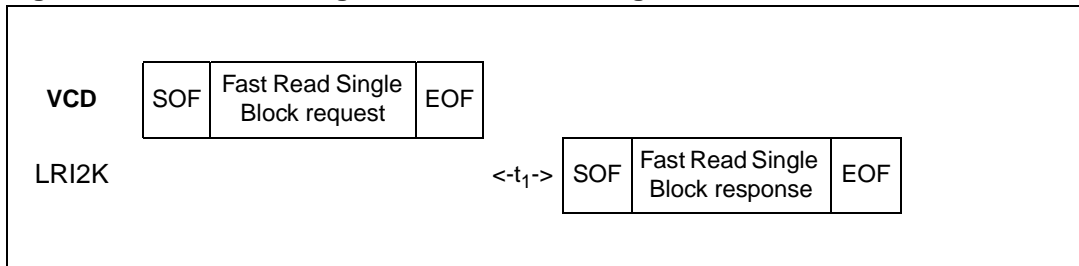 VCD SOF Fast Read Single Block request EOF
LRI2K <-t1-> SOF Fast Read Single Block response EOF